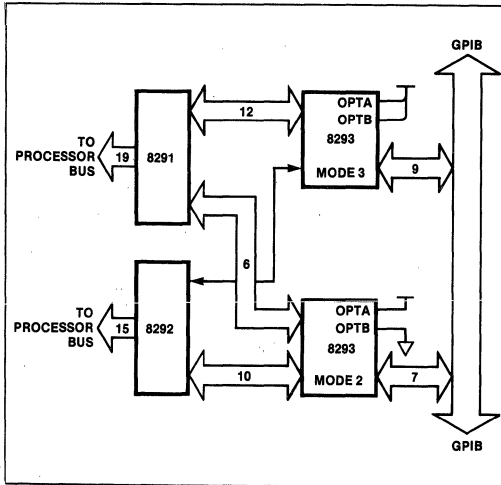 GPIB
OPTA
OPTB
8293
MODE 3
12
9
TO
PROCESSOR
BUS
19
8291
6
TO
PROCESSOR
BUS
15
8292
OPTA
OPTB
8293
MODE 2
10
7
GPIB